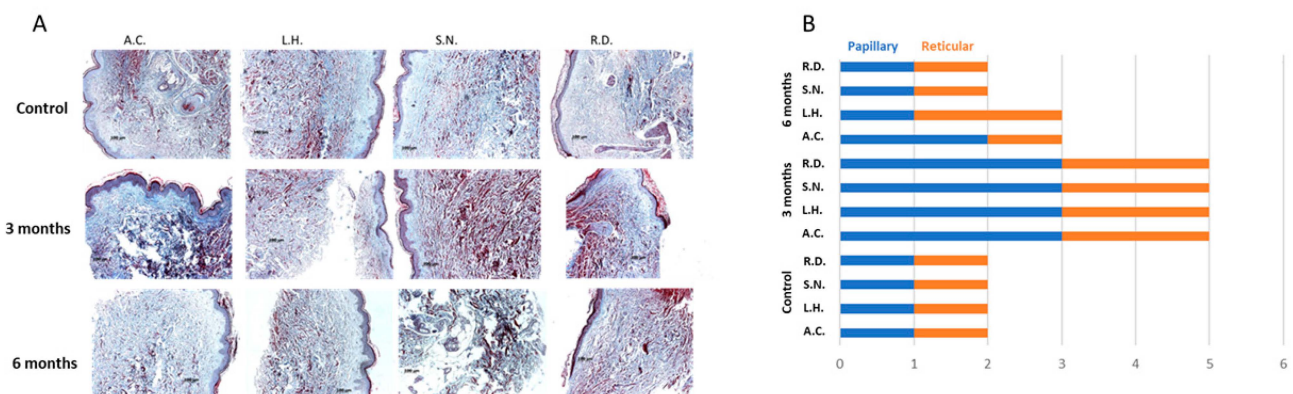 A
A.C. L.H. S.N. R.D.
Control
3 months
6 months
B
Papillary Reticular
6 months
R.D.
S.N.
L.H.
A.C.
3 months
R.D.
S.N.
L.H.
A.C.
Control
R.D.
S.N.
L.H.
A.C.
0 1 2 3 4 5 6